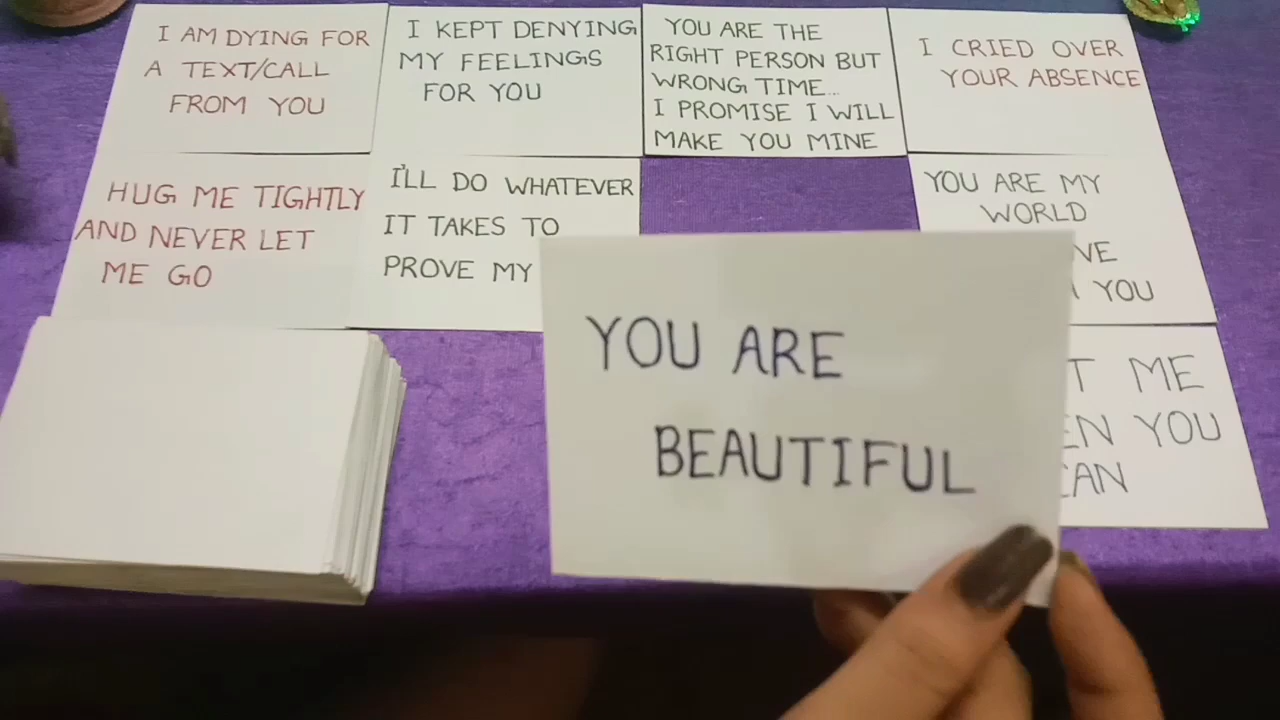 I AM DYING FOR
A TEXT/CALL
FROM YOU
I KEPT DENYING
MY FEELINGS
FOR YOU
YOU ARE THE
RIGHT PERSON BUT
WRONG TIME...
I PROMISE I WILL
MAKE YOU MINE
I CRIED OVER
YOUR ABSENCE
HUG ME TIGHTLY
AND NEVER LET
ME GO
I'LL DO WHATEVER
IT TAKES TO
PROVE MY
YOU ARE MY
WORLD
YOU
YOU ARE
BEAUTIFUL
ME
YOU